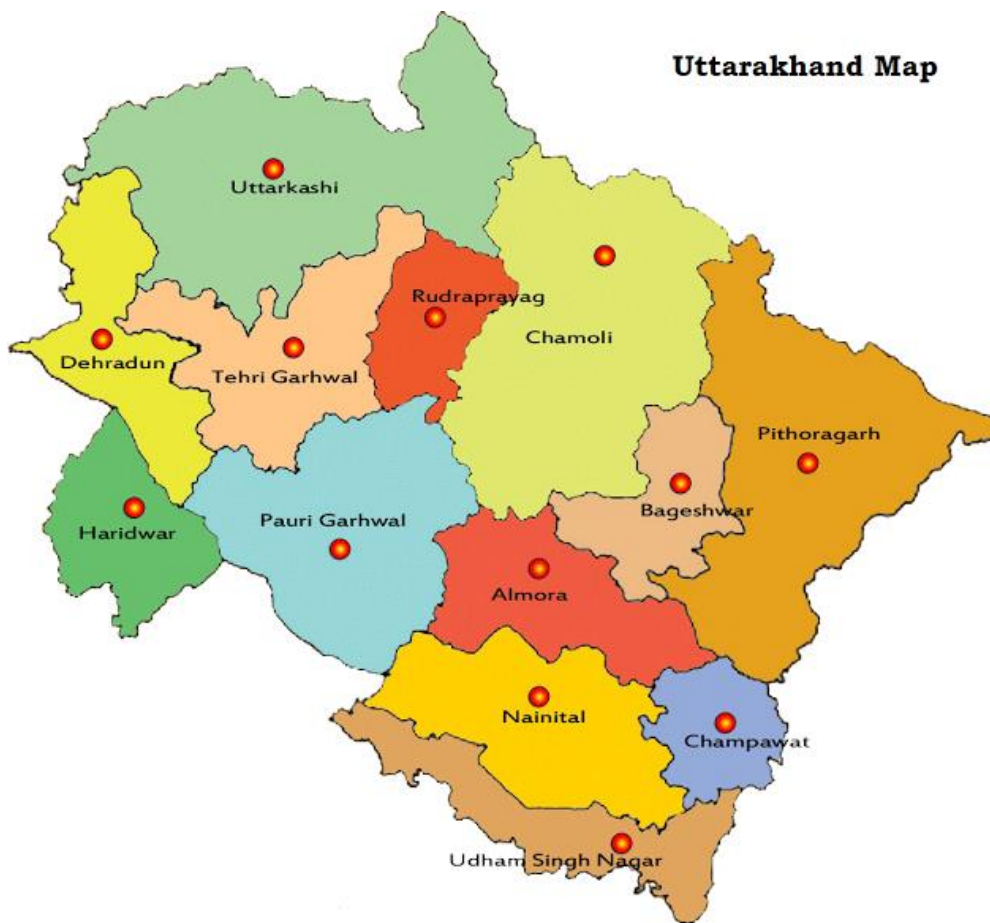 Uttarakhand Map
Uttarkashi
Rudraprayag
Chamoli
Dehradun
Tehri Garhwal
Pithoragarh
Bageshwar
Pauri Garhwal
Haridwar
Almora
Nainital
Champawat
Udham Singh Nagar